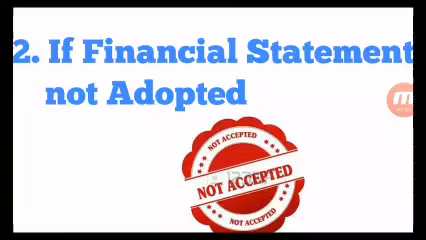 2. If Financial Statement
not Adopted
NOT ACCEPTED
NOT ACCEPTED
NOT ACCEPTED